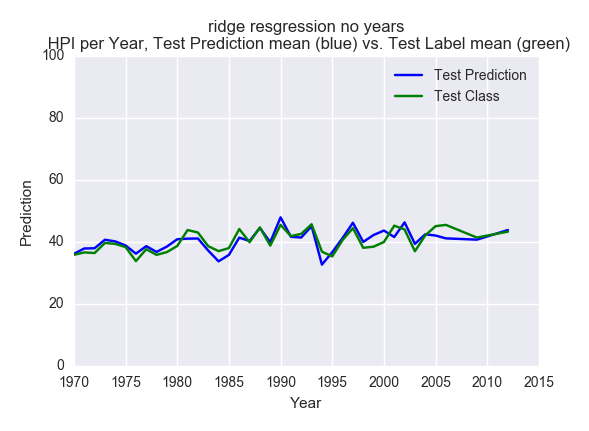 ridge resgression no years
HPI per Year, Test Prediction mean (blue) vs. Test Label mean (green)
100
80
60
40
20
0
Prediction
Test Prediction
Test Class
1970 1975 1980 1985 1990 1995 2000 2005 2010 2015
Year